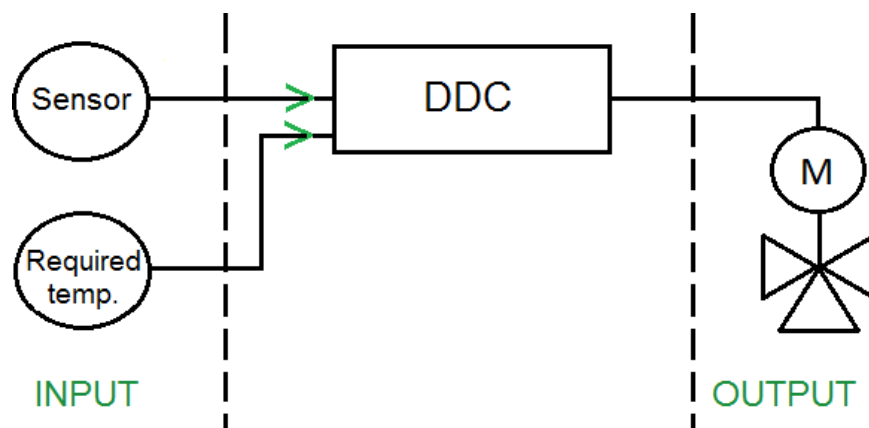 Sensor
DDC
M
Required
temp.
INPUT
OUTPUT